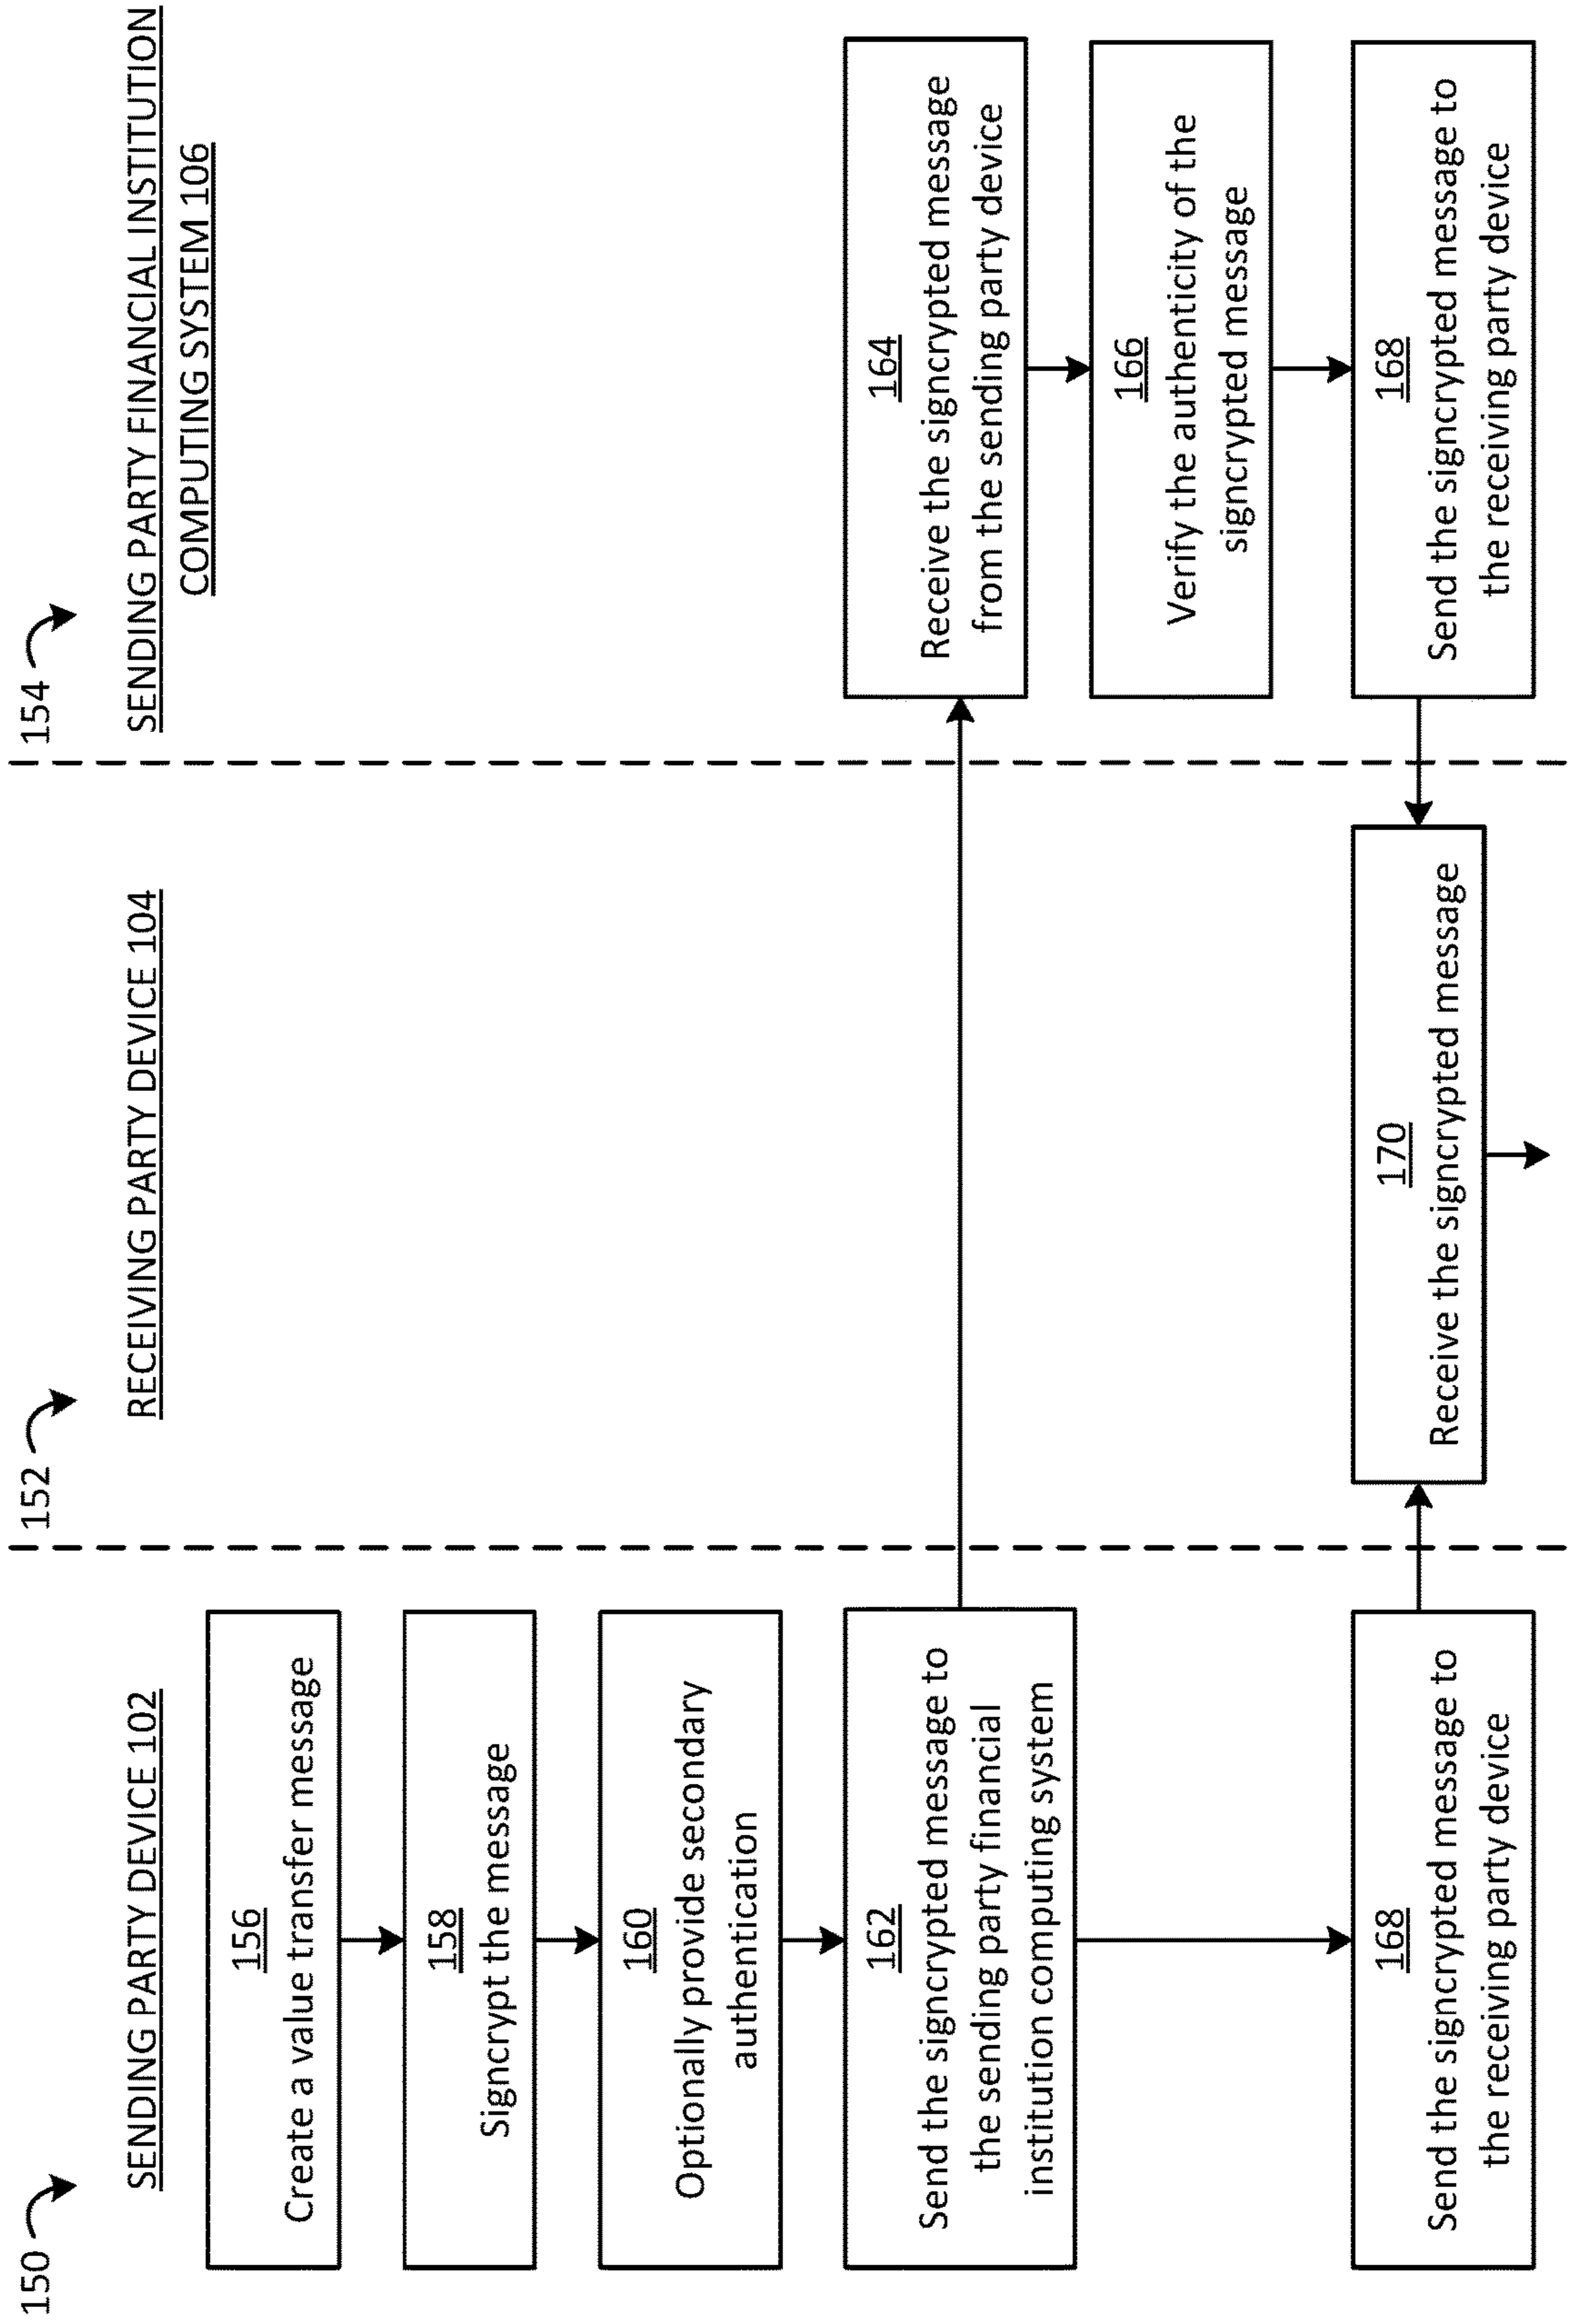 150
SENDING PARTY DEVICE 102
156
Create a value transfer message
158
Signcrypt the message
160
Optionally provide secondary
authentication
162
Send the signcrypted message to
the sending party financial
institution computing system
168
Send the signcrypted message to
the receiving party device
152
RECEIVING PARTY DEVICE 104
170
Receive the signcrypted message
154
SENDING PARTY FINANCIAL INSTITUTION
COMPUTING SYSTEM 106
164
Receive the signcrypted message
from the sending party device
166
Verify the authenticity of the
signcrypted message
168
Send the signcrypted message to
the receiving party device